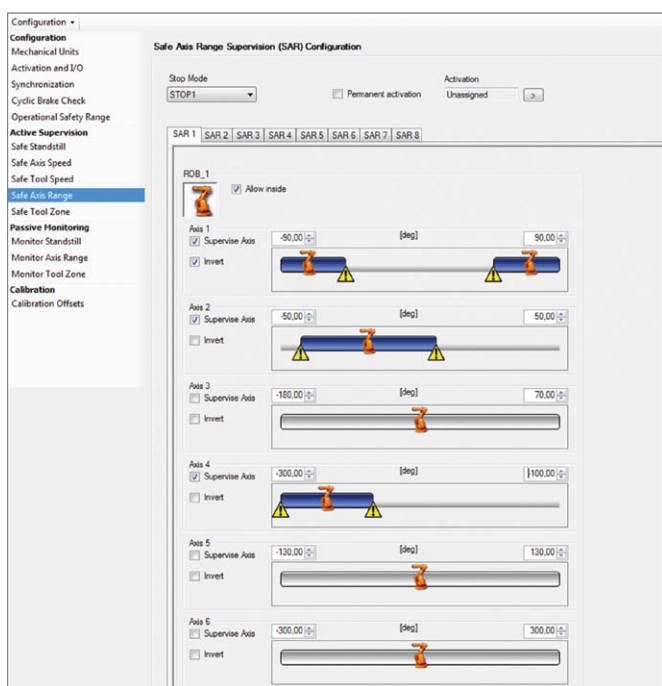 Configuration
Configuration
Mechanical Units
Activation and I/O
Synchronization
Cyclic Brake Check
Operational Safety Range
Active Supervision
Safe Standstill
Safe Axis Speed
Safe Tool Speed
Safe Axis Range
Safe Tool Zone
Passive Monitoring
Monitor Standstill
Monitor Axis Range
Monitor Tool Zone
Calibration
Calibration Offsets
Safe Axis Range Supervision (SAR) Configuration
Stop Mode
STOP1
Permanent activation
Activation
Unassigned >
SAR 1 SAR 2 SAR 3 SAR 4 SAR 5 SAR 6 SAR 7 SAR 8
ROB_1
Allow inside
Axis 1
Supervise Axis -90,00 [deg] 90,00
Invert
Axis 2
Supervise Axis -50,00 [deg] 50,00
Invert
Axis 3
Supervise Axis -180,00 [deg] 70,00
Invert
Axis 4
Supervise Axis -300,00 [deg] -100,00
Invert
Axis 5
Supervise Axis -130,00 [deg] 130,00
Invert
Axis 6
Supervise Axis -300,00 [deg] 300,00
Invert